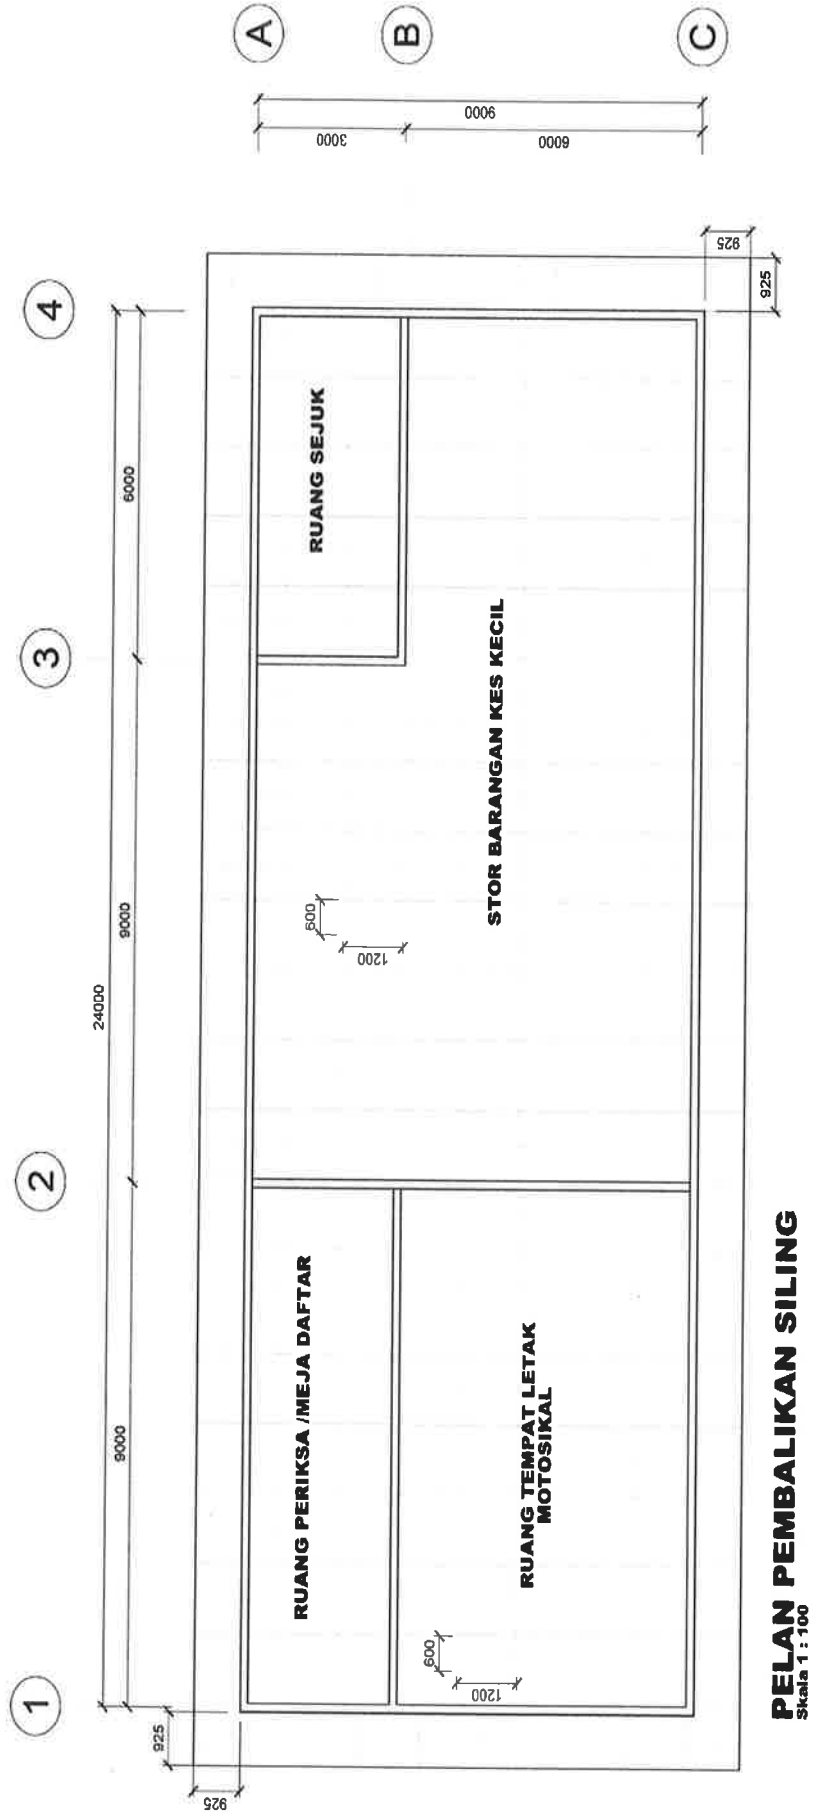 1
2
3
4
24000
9000
9000
6000
925
925
A
B
C
9000
3000
6000
925
925
RUANG PERIKSA /MEJA DAFTAR
RUANG SEJUK
600
1200
STOR BARANGAN KES KECIL
RUANG TEMPAT LETAK
MOTOSIKAL
600
1200
PELAN PEMBALIKAN SILING
Skala 1 : 100